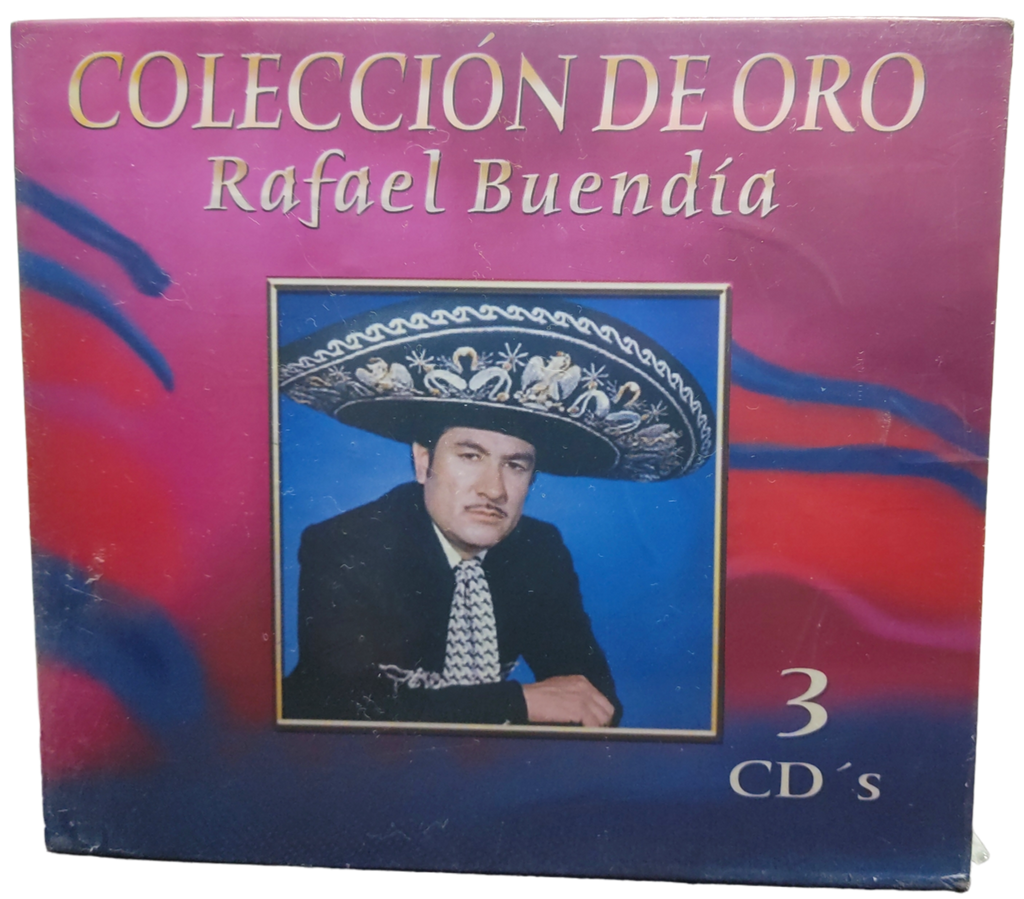 COLECCIÓN DE ORO
Rafael Buendía
3
CD´s